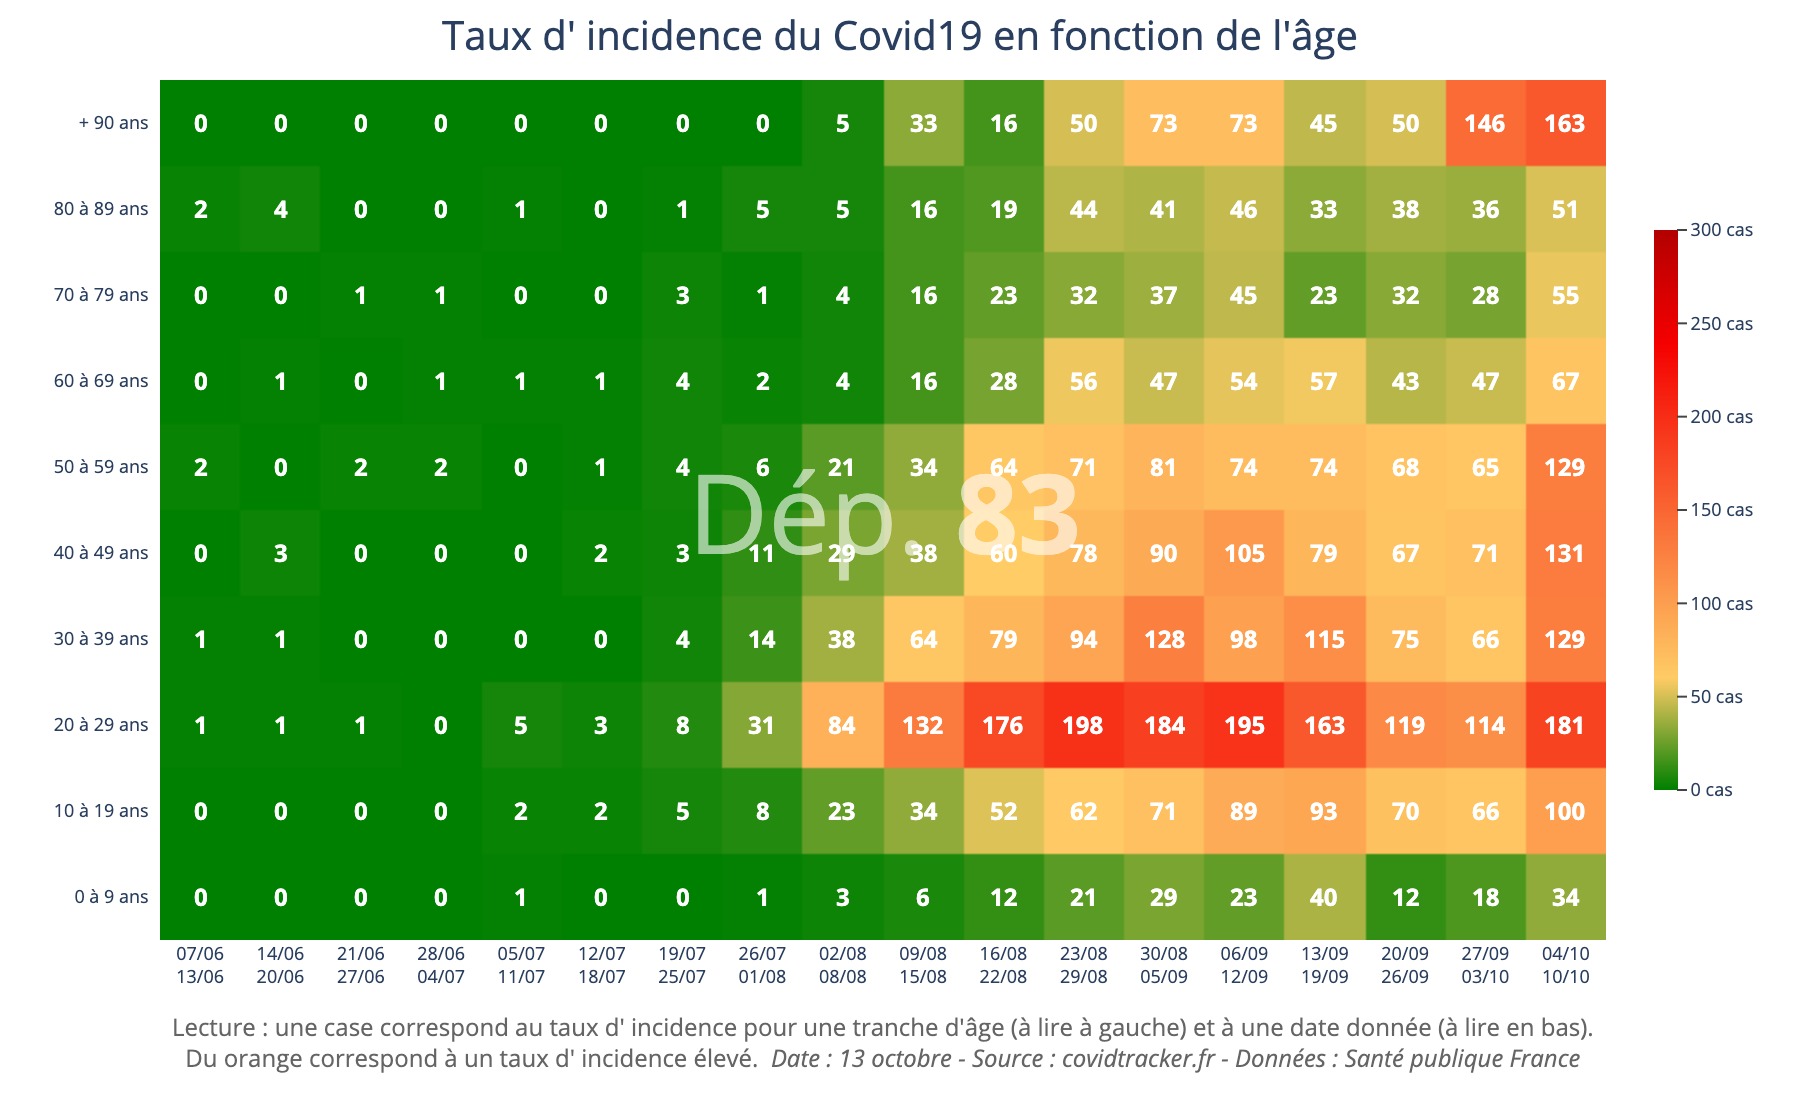 Taux d' incidence du Covid19 en fonction de l'âge
+ 90 ans 0 0 0 0 0 0 0 0 5 33 16 50 73 73 45 50 146 163
80 à 89 ans 2 4 0 0 1 0 1 5 5 16 19 44 41 46 33 38 36 51
70 à 79 ans 0 0 1 1 0 0 3 1 4 16 23 32 37 45 23 32 28 55
60 à 69 ans 0 1 0 1 1 1 4 2 4 16 28 56 47 54 57 43 47 67
50 à 59 ans 2 0 2 2 0 1 4 6 21 34 64 71 81 74 74 68 65 129
Dép. 83
40 à 49 ans 0 3 0 0 0 2 3 11 29 38 60 78 90 105 79 67 71 131
30 à 39 ans 1 1 0 0 0 0 4 14 38 64 79 94 128 98 115 75 66 129
20 à 29 ans 1 1 1 0 5 3 8 31 84 132 176 198 184 195 163 119 114 181
10 à 19 ans 0 0 0 0 2 2 5 8 23 34 52 62 71 89 93 70 66 100
0 à 9 ans 0 0 0 0 1 0 0 1 3 6 12 21 29 23 40 12 18 34
07/06 14/06 21/06 28/06 05/07 12/07 19/07 26/07 02/08 09/08 16/08 23/08 30/08 06/09 13/09 20/09 27/09 04/10
13/06 20/06 27/06 04/07 11/07 18/07 25/07 01/08 08/08 15/08 22/08 29/08 05/09 12/09 19/09 26/09 03/10 10/10
300 cas
250 cas
200 cas
150 cas
100 cas
50 cas
0 cas
Lecture : une case correspond au taux d' incidence pour une tranche d'âge (à lire à gauche) et à une date donnée (à lire en bas).
Du orange correspond à un taux d' incidence élevé. Date : 13 octobre - Source : covidtracker.fr - Données : Santé publique France